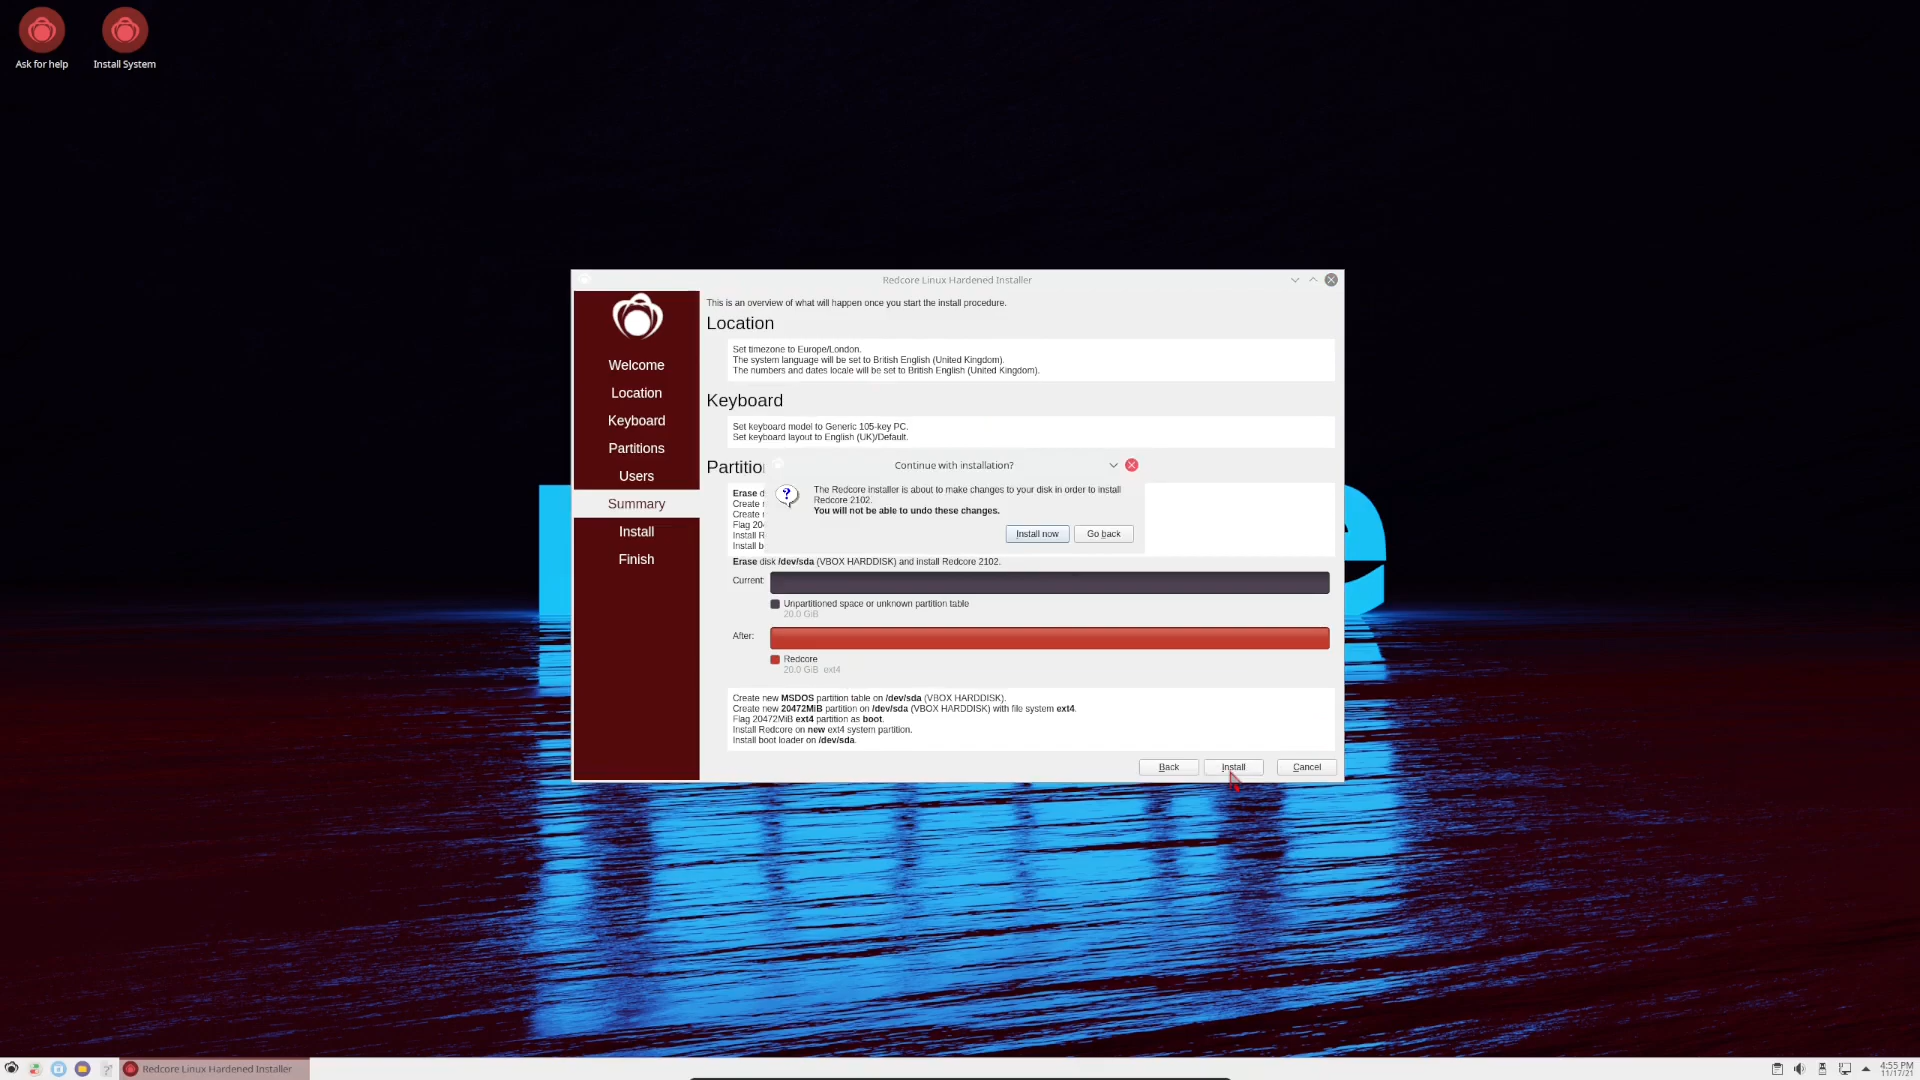 Ask for help
Install System
Redcore Linux Hardened Installer
This is an overview of what will happen once you start the install procedure.
Location
Set timezone to Europe/London.
The system language will be set to British English (United Kingdom).
The numbers and dates locale will be set to British English (United Kingdom).
Keyboard
Set keyboard model to Generic 105-key PC.
Set keyboard layout to English (UK)/Default.
Welcome
Location
Keyboard
Partitions
Users
Summary
Install
Finish
Continue with installation?
The Redcore installer is about to make changes to your disk in order to install
Redcore 2102.
You will not be able to undo these changes.
Install now
Go back
Erase
Create
Create
Flag
Install
Install
Erase disk /dev/sda (VBOX HARDDISK) and install Redcore 2102.
Current:
Unpartitioned space or unknown partition table
20.0 GiB
After:
Redcore
20.0 GiB ext4
Create new MSDOS partition table on /dev/sda (VBOX HARDDISK).
Create new 20472MiB partition on /dev/sda (VBOX HARDDISK) with file system ext4.
Flag 20472MiB ext4 partition as boot.
Install Redcore on new ext4 system partition.
Install boot loader on /dev/sda.
Back
Install
Cancel
Redcore Linux Hardened Installer
4:55 PM
11/17/21